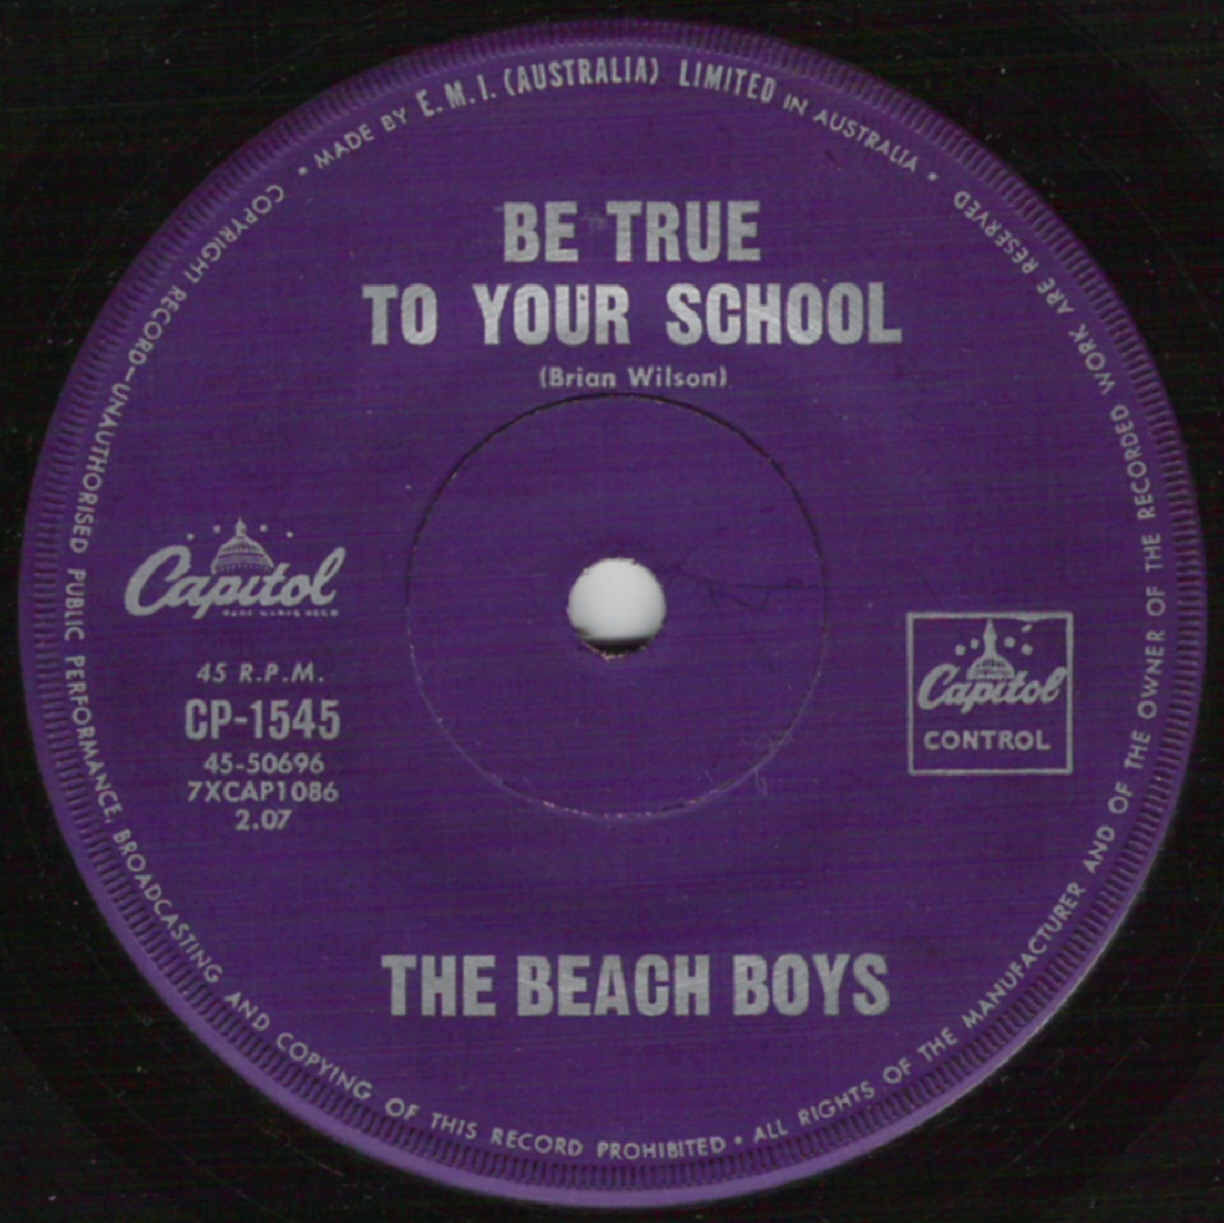 MADE BY E.M.I. (AUSTRALIA) LIMITED IN AUSTRALIA •
BE TRUE
TO YOUR SCHOOL
(Brian Wilson)
Capitol
45 R.P.M.
CP-1545
45-50696
7XCAP1086
2.07
Capitol
CONTROL
THE BEACH BOYS
COPYRIGHT RECORD—UNAUTHORISED PUBLIC PERFORMANCE, BROADCASTING AND COPYING OF THIS RECORD PROHIBITED • ALL RIGHTS OF THE MANUFACTURER AND OF THE OWNER OF THE RECORDED WORK ARE RESERVED •